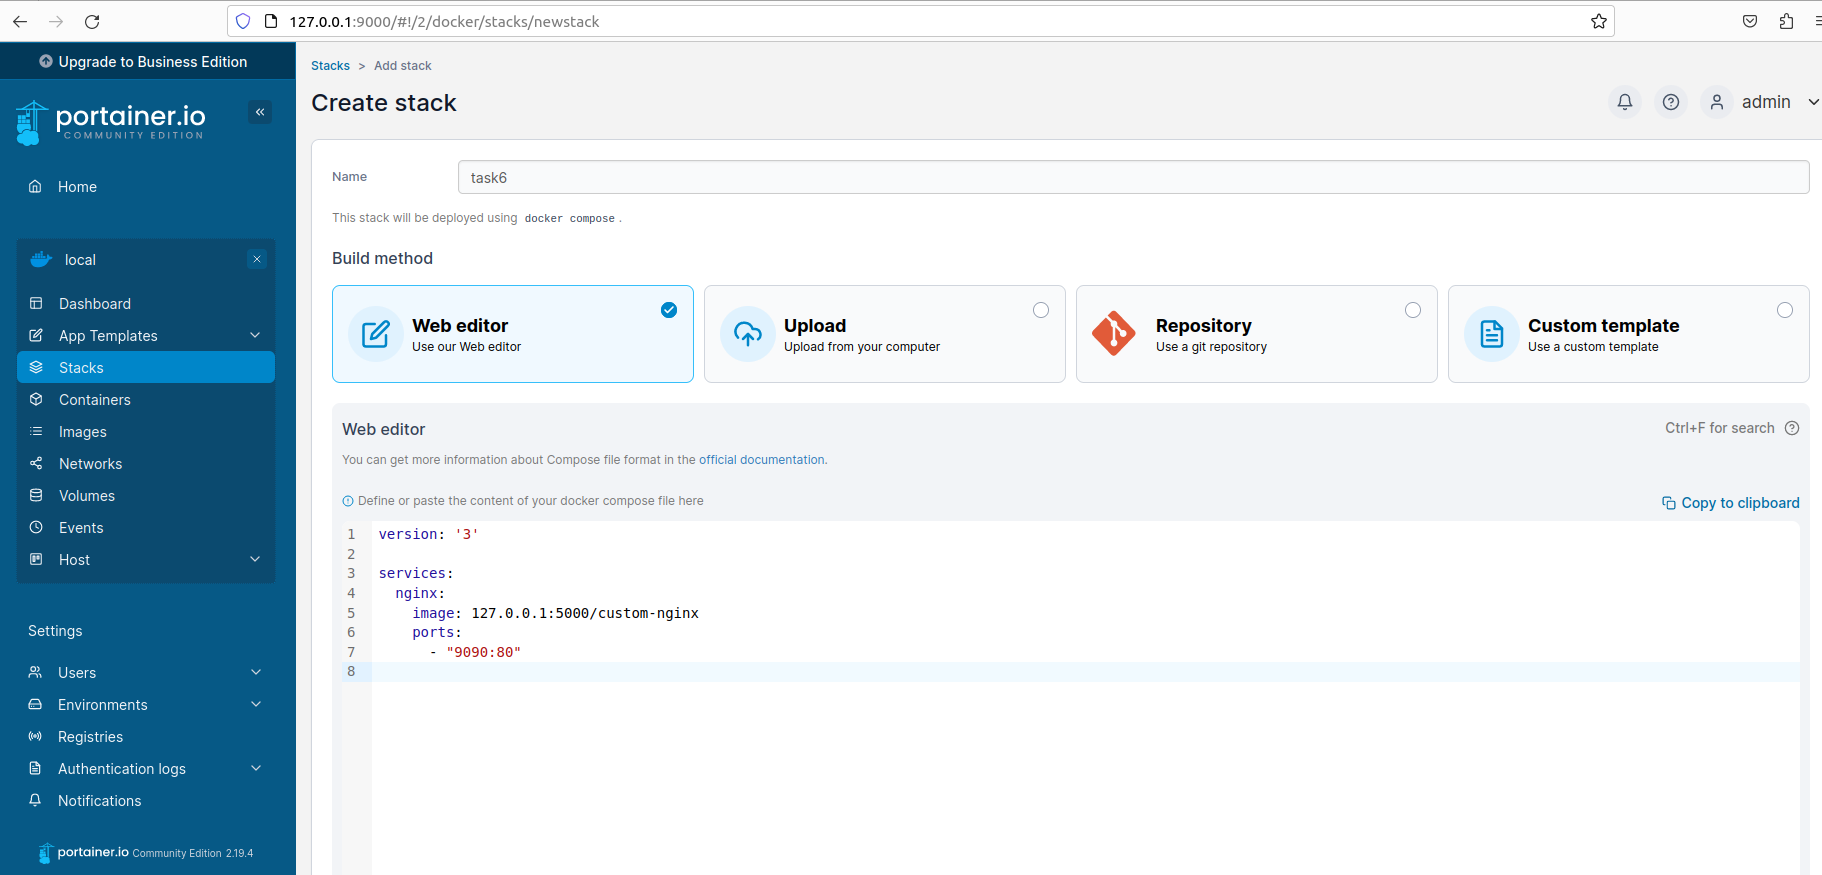 127.0.0.1:9000/#!/2/docker/stacks/newstack
Upgrade to Business Edition
portainer.io
COMMUNITY EDITION
Home
local
Dashboard
App Templates
Stacks
Containers
Images
Networks
Volumes
Events
Host
Settings
Users
Environments
Registries
Authentication logs
Notifications
portainer.io Community Edition 2.19.4
Stacks > Add stack
Create stack
admin
Name task6
This stack will be deployed using docker compose .
Build method
Web editor
Use our Web editor
Upload
Upload from your computer
Repository
Use a git repository
Custom template
Use a custom template
Web editor
Ctrl+F for search
You can get more information about Compose file format in the official documentation.
Define or paste the content of your docker compose file here
Copy to clipboard
1 version: '3'
2
3 services:
4   nginx:
5     image: 127.0.0.1:5000/custom-nginx
6     ports:
7       - "9090:80"
8